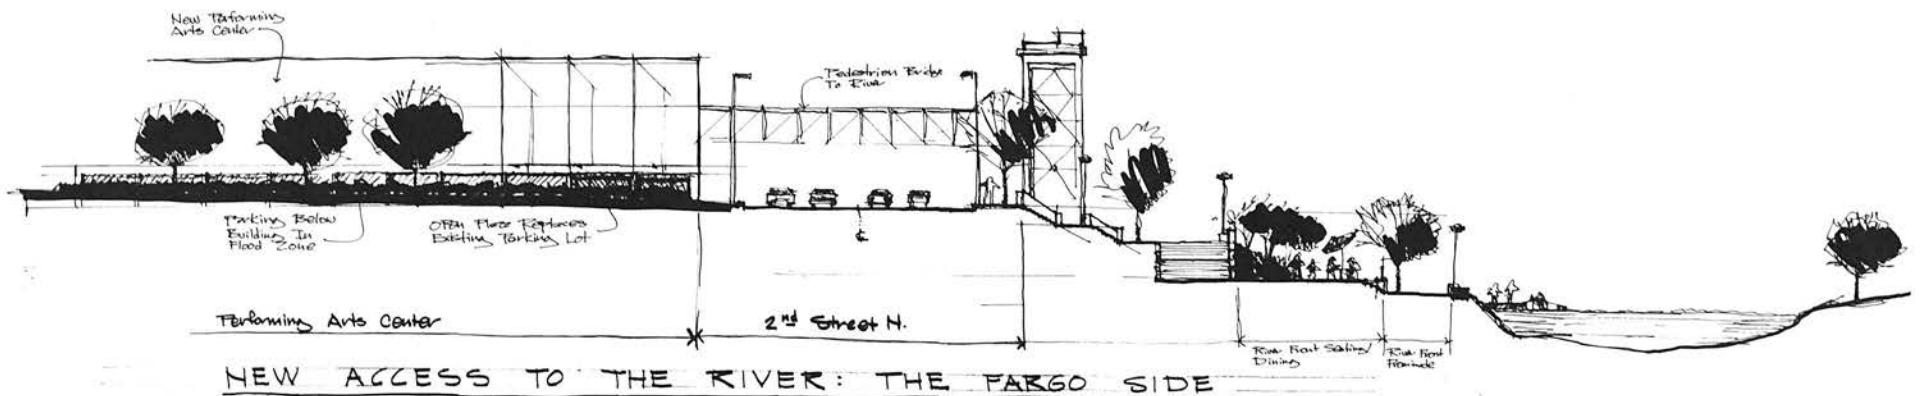 New Performing
Arts Center
Pedestrian Bridge
To River
Parking Below
Building In
Flood Zone
Open Plaza Replaces
Existing Parking Lot
Performing Arts Center
2nd Street N.
River Front Seating/
Dining
River Front
Promenade
NEW ACCESS TO THE RIVER: THE FARGO SIDE